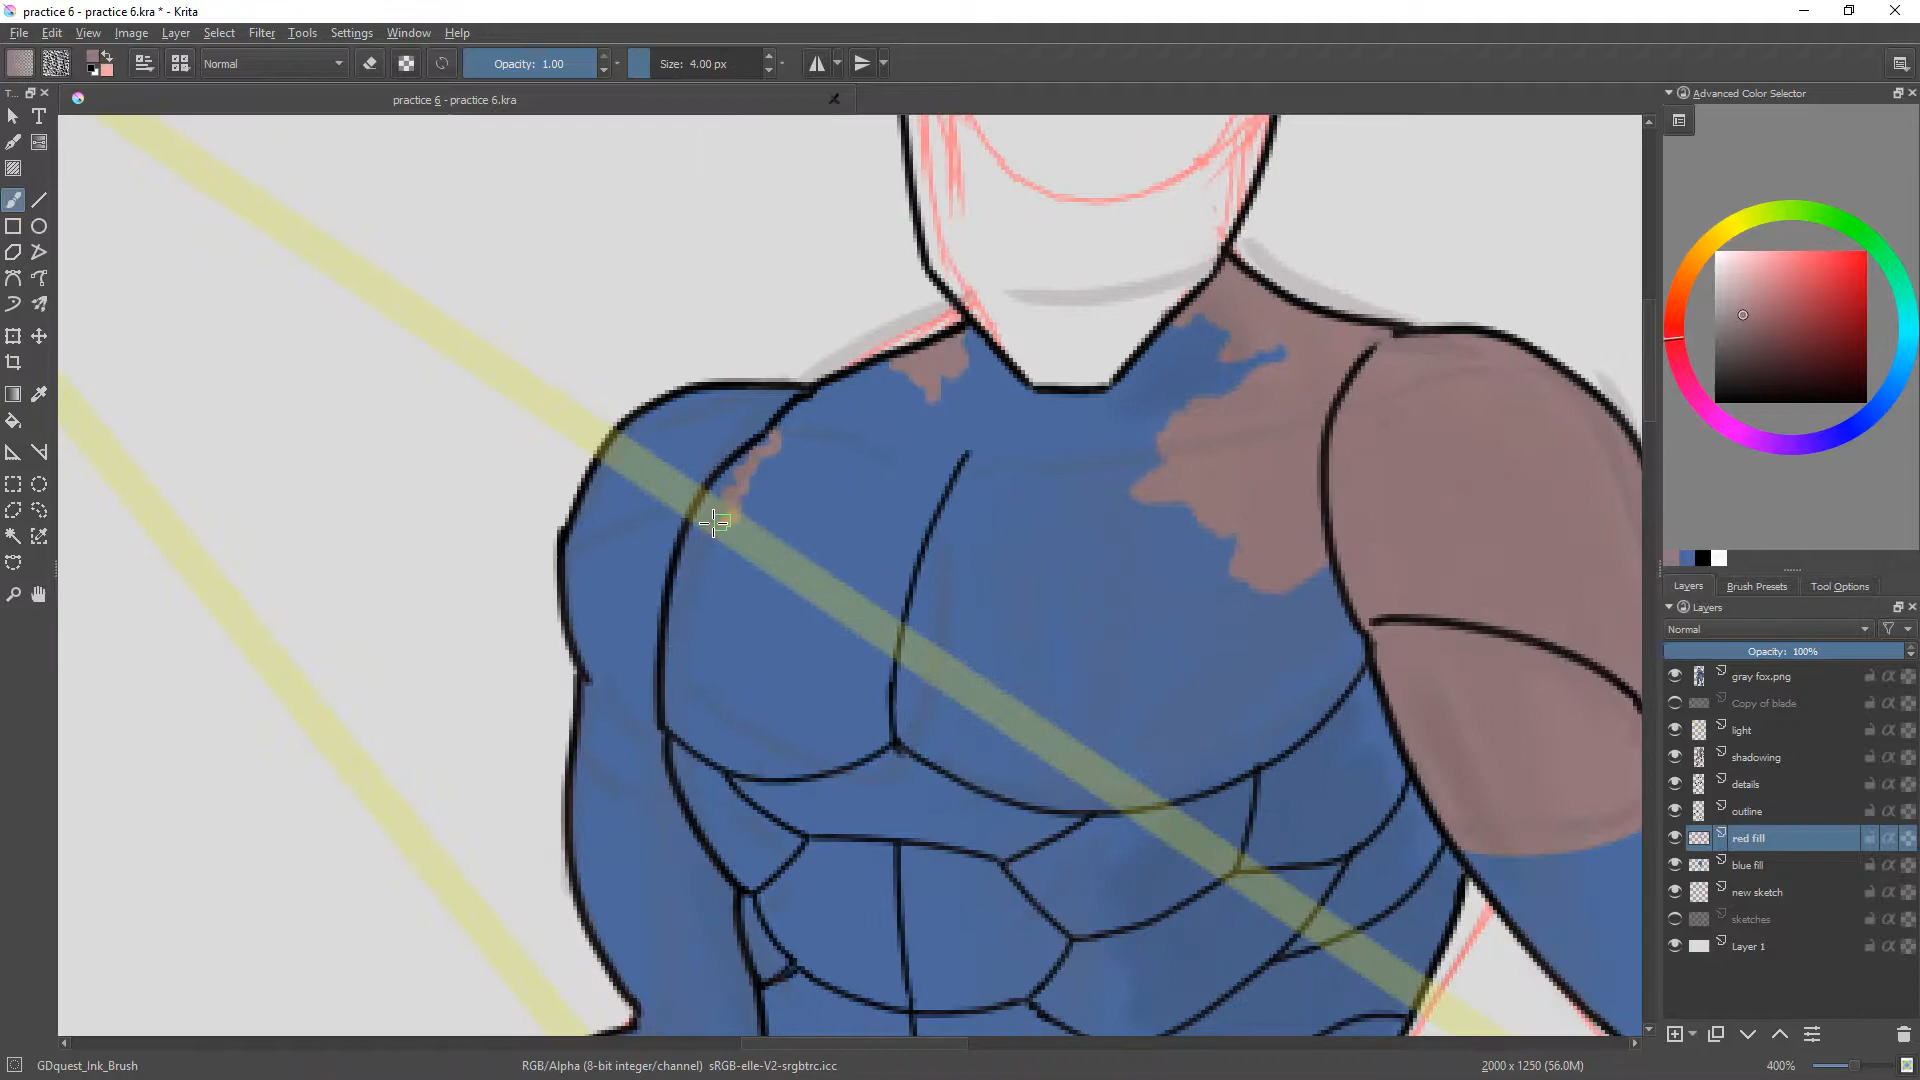 practice 6 - practice 6.kra * - Krita
File Edit View Image Layer Select Filter Tools Settings Window Help
Normal Opacity: 1.00 Size: 4.00 px
T...
practice 6 - practice 6.kra
Advanced Color Selector
Layers Brush Presets Tool Options
Layers
Normal
Opacity: 100%
gray fox.png
Copy of blade
light
shadowing
details
outline
red fill
blue fill
new sketch
sketches
Layer 1
GDquest_Ink_Brush RGB/Alpha (8-bit integer/channel) sRGB-elle-V2-srgbtrc.icc 2000 x 1250 (56.0M) 400%